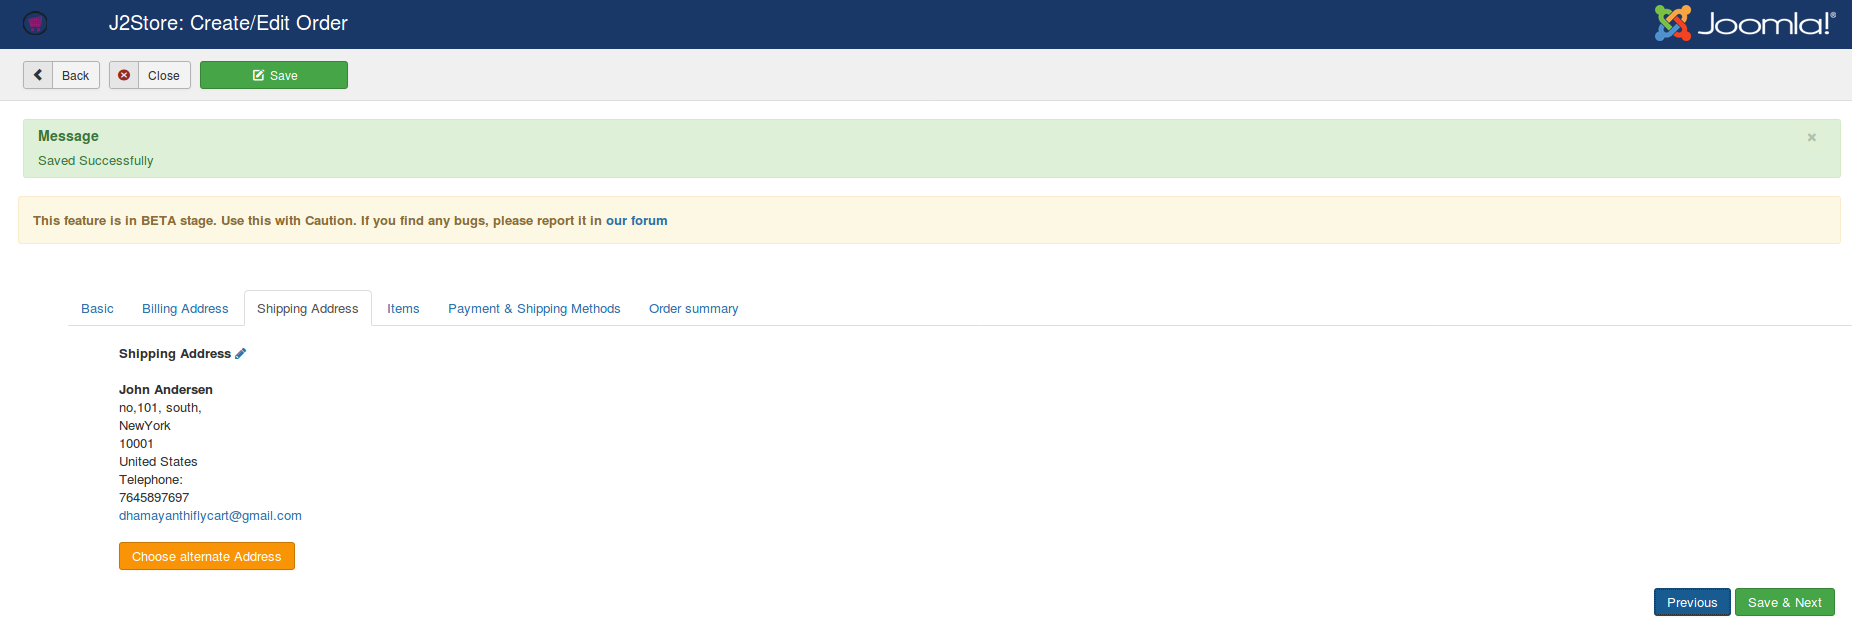 J2Store: Create/Edit Order
Joomla!®
Back
Close
Save
Message
×
Saved Successfully
This feature is in BETA stage. Use this with Caution. If you find any bugs, please report it in our forum
Basic
Billing Address
Shipping Address
Items
Payment & Shipping Methods
Order summary
Shipping Address
John Andersen
no,101, south,
NewYork
10001
United States
Telephone:
7645897697
dhamayanthiflycart@gmail.com
Choose alternate Address
Previous
Save & Next